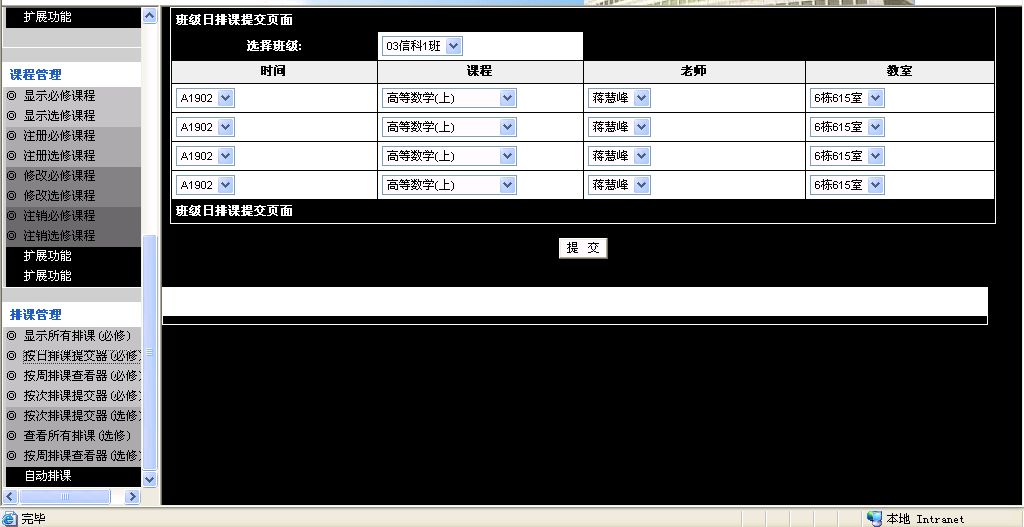 扩展功能
课程管理
显示必修课程
显示选修课程
注册必修课程
注册选修课程
修改必修课程
修改选修课程
注销必修课程
注销选修课程
扩展功能
扩展功能
排课管理
显示所有排课(必修)
按日排课提交器(必修)
按周排课查看器(必修)
按次排课提交器(必修)
按次排课提交器(选修)
查看所有排课(选修)
按周排课查看器(选修)
自动排课
班级日排课提交页面
选择班级: 03信科1班
时间 课程 老师 教室
A1902 高等数学(上) 蒋慧峰 6栋615室
A1902 高等数学(上) 蒋慧峰 6栋615室
A1902 高等数学(上) 蒋慧峰 6栋615室
A1902 高等数学(上) 蒋慧峰 6栋615室
班级日排课提交页面
提 交
完毕 本地 Intranet